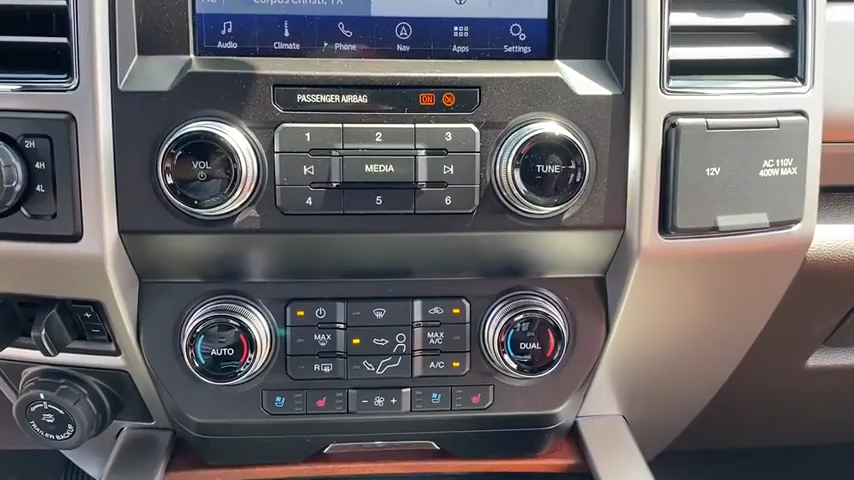 Corpus Christi, TX
Audio Climate Phone Nav Apps Settings
PASSENGER AIRBAG ON
1 2 3
VOL MEDIA TUNE
4 5 6
2H
4H
4L
12V AC 110V
400W MAX
AUTO
MAX
R
MAX
A/C
A/C
DUAL
- +
TRAILER BACKUP